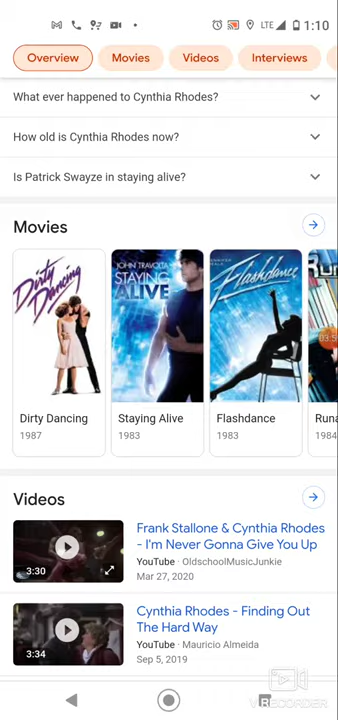 LTE 1:10
Overview Movies Videos Interviews
What ever happened to Cynthia Rhodes?
How old is Cynthia Rhodes now?
Is Patrick Swayze in staying alive?
Movies
Dirty Dancing
JOHN TRAVOLTA
STAYING
ALIVE
Flashdance
Dirty Dancing
1987
Staying Alive
1983
Flashdance
1983
Runa
1984
Videos
3:30
Frank Stallone & Cynthia Rhodes
- I'm Never Gonna Give You Up
YouTube · OldschoolMusicJunkie
Mar 27, 2020
3:34
Cynthia Rhodes - Finding Out
The Hard Way
YouTube · Mauricio Almeida
Sep 5, 2019
VIRECORDER